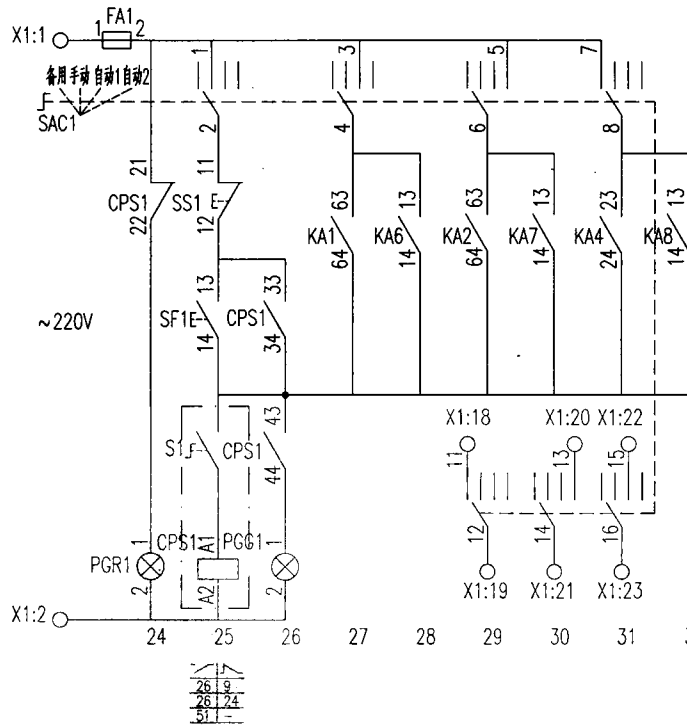 FA1
X1:1 1 2
1 3 5 7
备用 手动 自动1 自动2
SAC1
2 4 6 8
21 11
CPS1 SS1 E
22 12
63 13 63 13 23 13
KA1 KA6 KA2 KA7 KA4 KA8
64 14 64 14 24 14
13 33
~220V SF1E CPS1
14 34
X1:18 X1:20 X1:22
43
S1 CPS1 11 13 15
44
12 14 16
1 CPS1 A1 PGG1 1
PGR1
2 A2 2
X1:19 X1:21 X1:23
X1:2
24 25 26 27 28 29 30 31
26 9
26 24
51 -